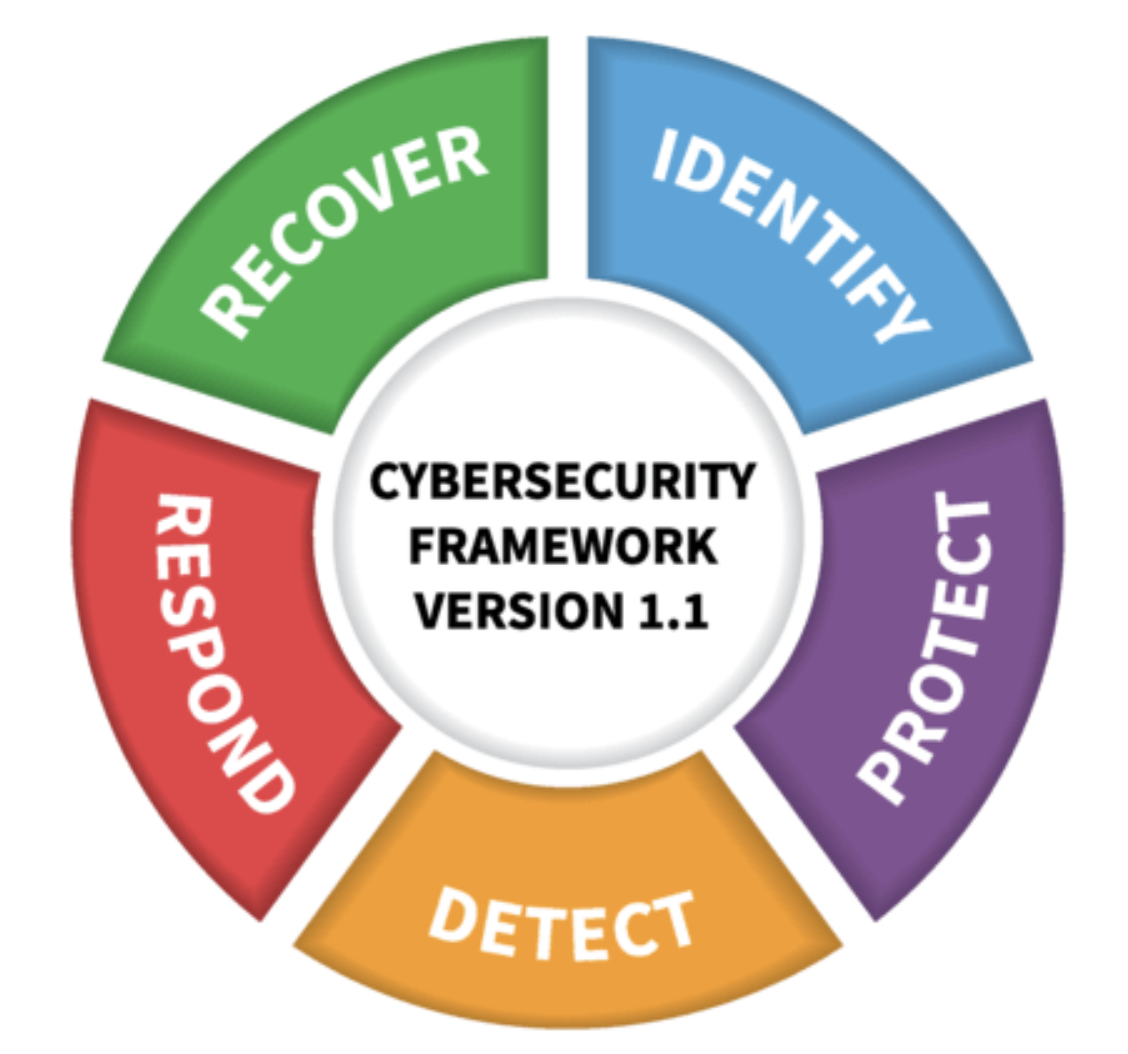 RECOVER
IDENTIFY
CYBERSECURITY
FRAMEWORK
VERSION 1.1
RESPOND
PROTECT
DETECT